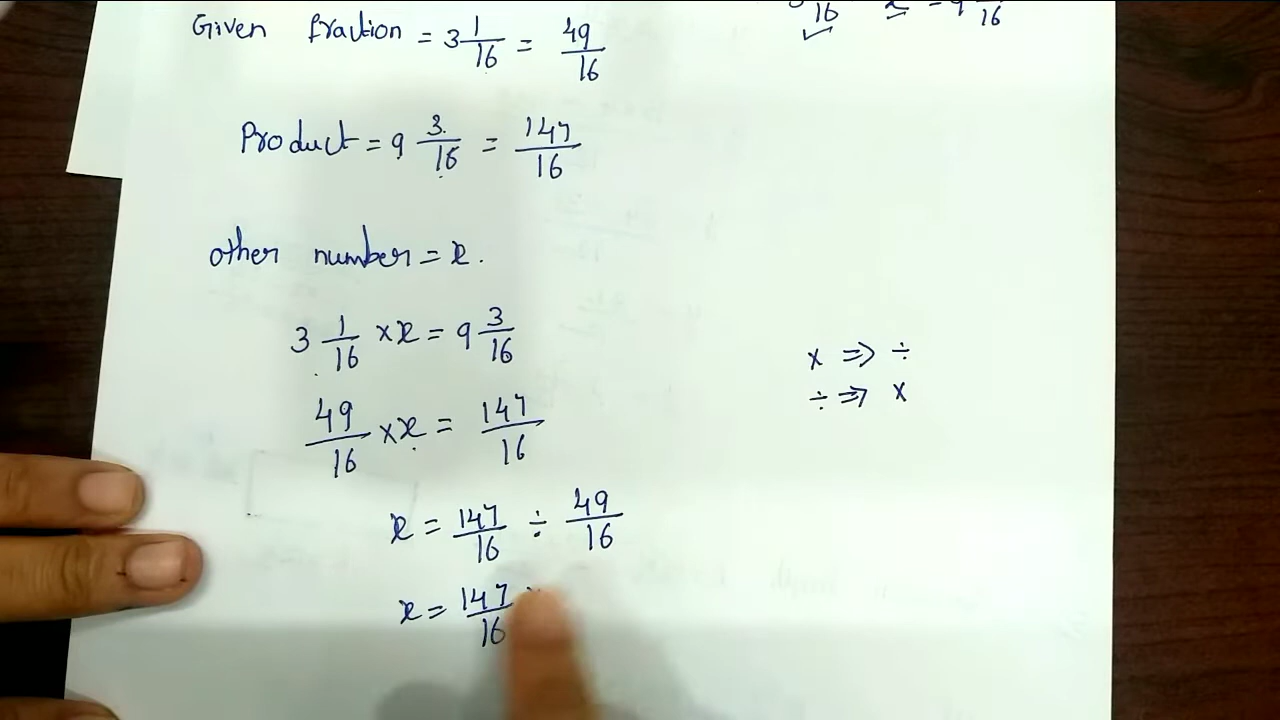 Given fraction = 3 1/16 = 49/16
Product = 9 3/16 = 147/16
other number = x.
3 1/16 × x = 9 3/16
49/16 × x = 147/16
x = 147/16 ÷ 49/16
x = 147/16
× ⇒ ÷
÷ ⇒ ×